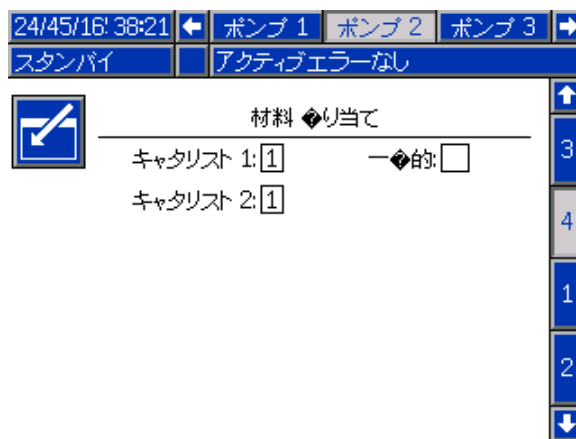 24/45/16' 38:21 ポンプ 1 ポンプ 2 ポンプ 3
スタンバイ アクティブエラーなし
材料 �り当て
キャタリスト 1: 1 一�的:
キャタリスト 2: 1
3
4
1
2